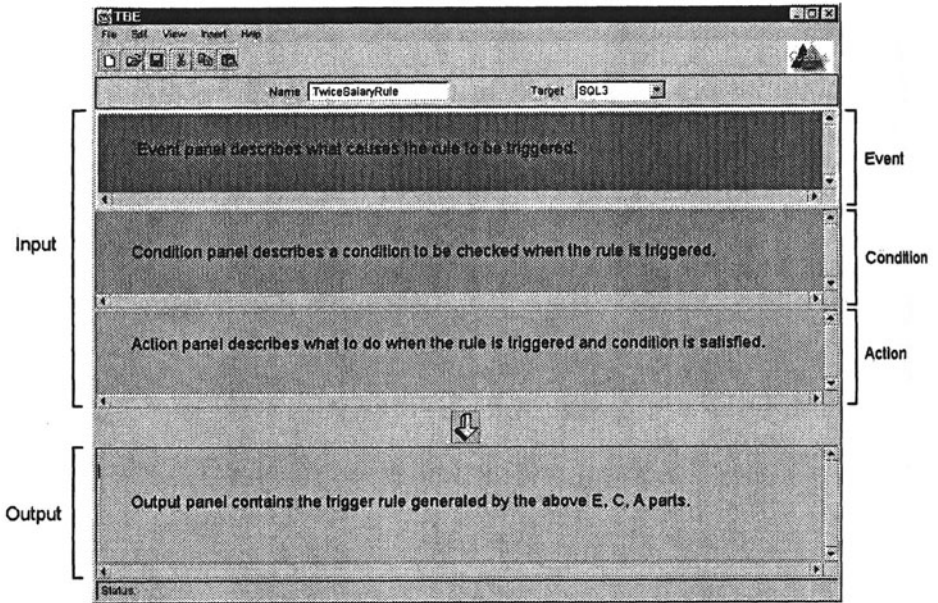 TBE
File Edit View Insert Help
Name TwiceSalaryRule Target SQL3
Event panel describes what causes the rule to be triggered.
Event
Input
Condition panel describes a condition to be checked when the rule is triggered.
Condition
Action panel describes what to do when the rule is triggered and condition is satisfied.
Action
Output panel contains the trigger rule generated by the above E, C, A parts.
Output
Status: